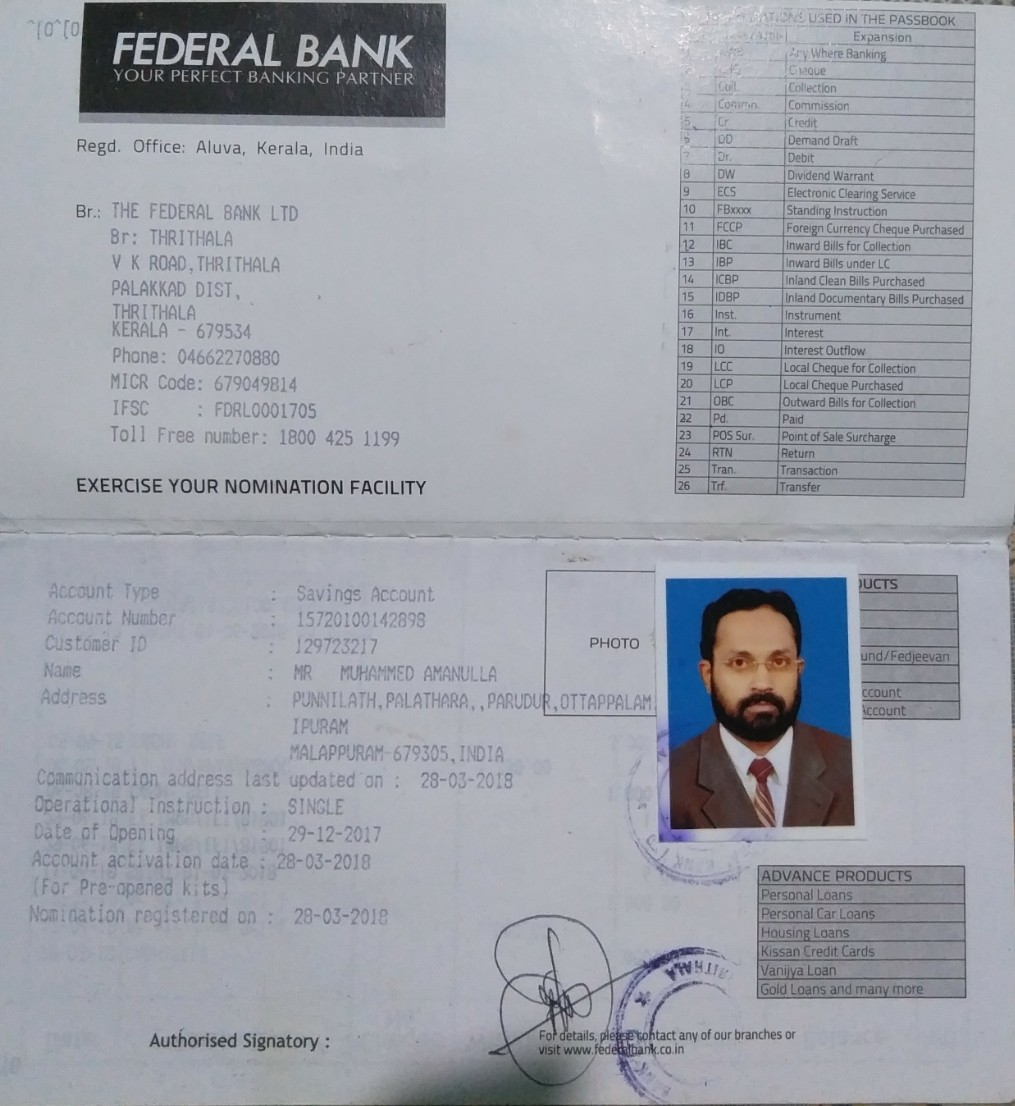 FEDERAL BANK
YOUR PERFECT BANKING PARTNER
Regd. Office: Aluva, Kerala, India
Br.: THE FEDERAL BANK LTD
Br: THRITHALA
V K ROAD,THRITHALA
PALAKKAD DIST,
THRITHALA
KERALA - 679534
Phone: 04662270880
MICR Code: 679049814
IFSC : FDRL0001705
Toll Free number: 1800 425 1199
EXERCISE YOUR NOMINATION FACILITY
USED IN THE PASSBOOK
Expansion
Any Where Banking
Cheque
Coll. Collection
4 Commn. Commission
5 Cr Credit
6 DD Demand Draft
7 Dr. Debit
8 DW Dividend Warrant
9 ECS Electronic Clearing Service
10 FBxxxx Standing Instruction
11 FCCP Foreign Currency Cheque Purchased
12 IBC Inward Bills for Collection
13 IBP Inward Bills under LC
14 ICBP Inland Clean Bills Purchased
15 IDBP Inland Documentary Bills Purchased
16 Inst. Instrument
17 Int. Interest
18 IO Interest Outflow
19 LCC Local Cheque for Collection
20 LCP Local Cheque Purchased
21 OBC Outward Bills for Collection
22 Pd. Paid
23 POS Sur. Point of Sale Surcharge
24 RTN Return
25 Tran. Transaction
26 Trf. Transfer
Account Type : Savings Account
Account Number : 15720100142898
Customer ID : 129723217
Name : MR MUHAMMED AMANULLA
Address : PUNNILATH,PALATHARA,,PARUDUR,OTTAPPALAM
IPURAM
MALAPPURAM-679305,INDIA
Communication address last updated on : 28-03-2018
Operational Instruction : SINGLE
Date of Opening : 29-12-2017
Account activation date : 28-03-2018
(For Pre-opened kits)
Nomination registered on : 28-03-2018
PHOTO
UCTS
und/Fedjeevan
ccount
Account
ADVANCE PRODUCTS
Personal Loans
Personal Car Loans
Housing Loans
Kissan Credit Cards
Vanijya Loan
Gold Loans and many more
Authorised Signatory :
For details, please contact any of our branches or
visit www.federalbank.co.in